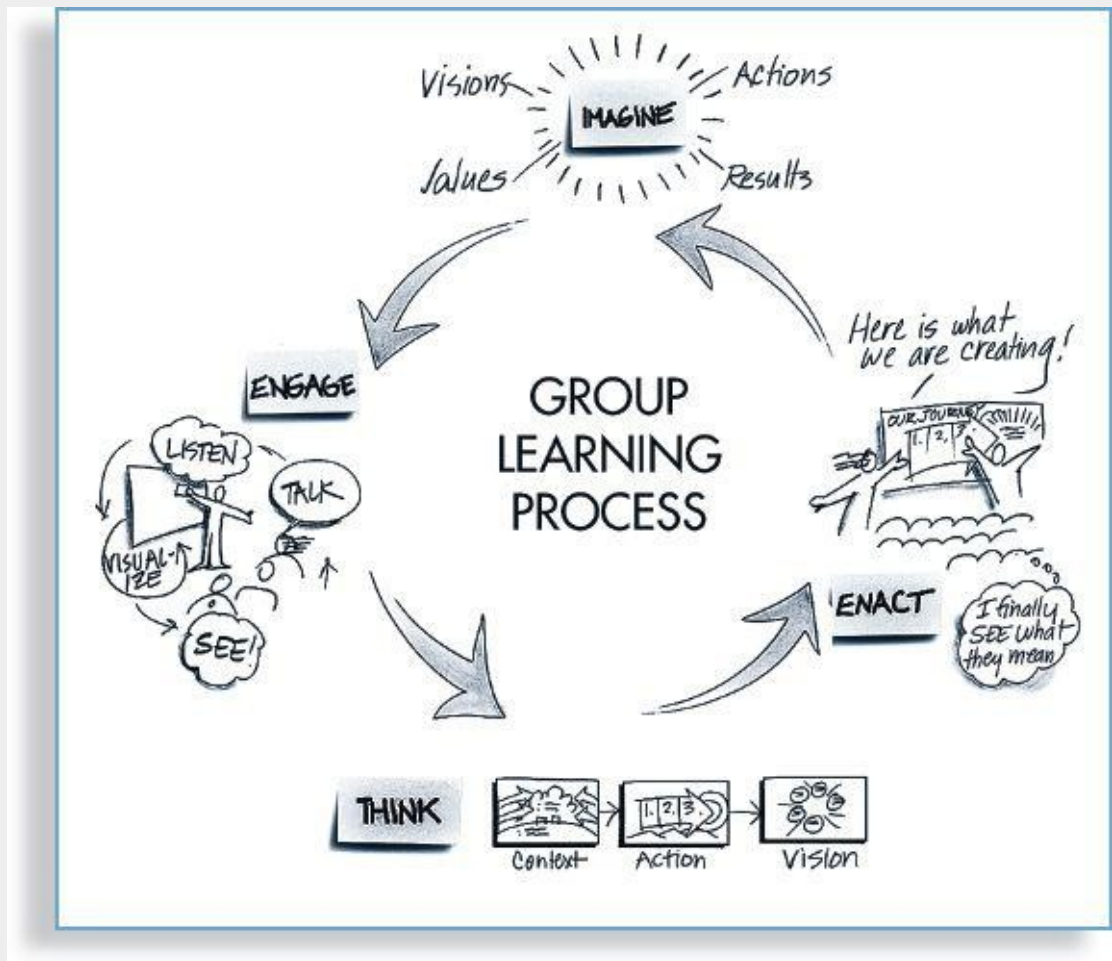 Visions
Actions
IMAGINE
Values
Results
Here is what
we are creating!
ENGAGE
GROUP
LEARNING
PROCESS
OUR JOURNEY
1. 2. 3.
LISTEN
TALK
VISUAL-
IZE
SEE!
ENACT
I finally
SEE what
they mean
THINK
1. 2. 3.
Context
Action
Vision